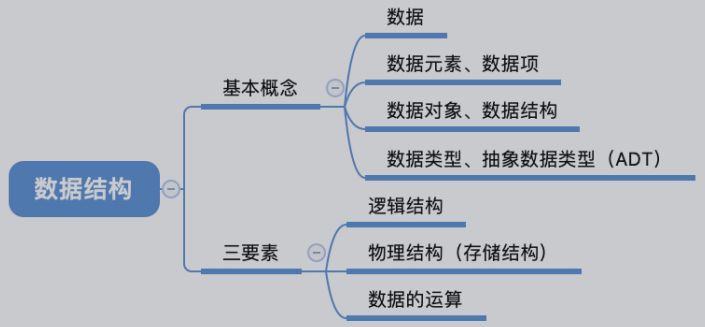 数据结构
基本概念
数据
数据元素、数据项
数据对象、数据结构
数据类型、抽象数据类型（ADT）
三要素
逻辑结构
物理结构（存储结构）
数据的运算